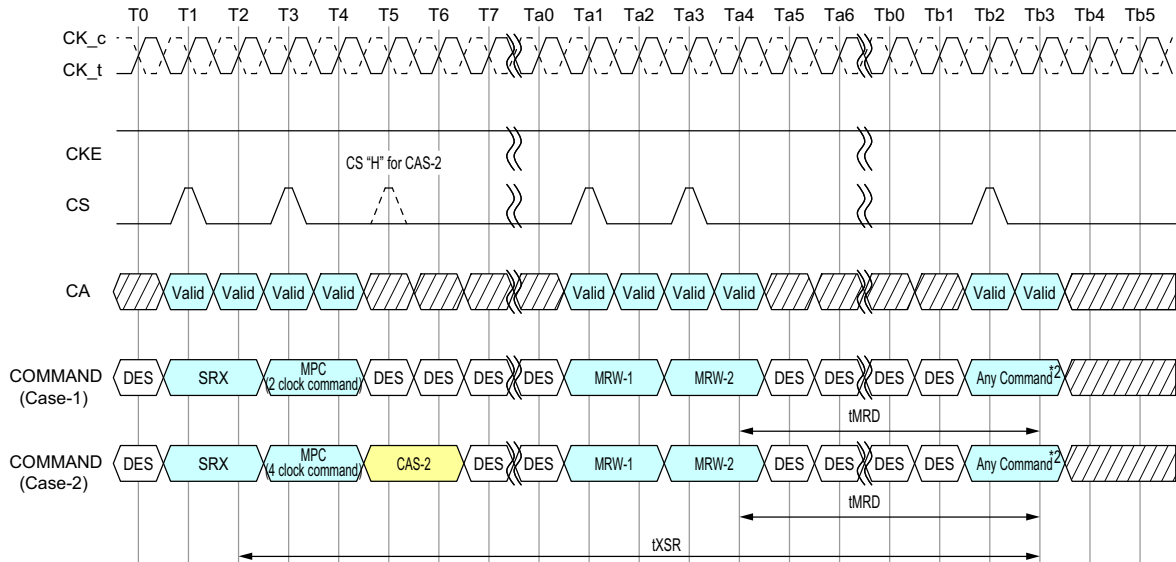 T0 T1 T2 T3 T4 T5 T6 T7 Ta0 Ta1 Ta2 Ta3 Ta4 Ta5 Ta6 Tb0 Tb1 Tb2 Tb3 Tb4 Tb5
CK_c
CK_t
CKE
CS “H” for CAS-2
CS
CA Valid Valid Valid Valid Valid Valid Valid Valid Valid Valid
COMMAND
(Case-1)
DES SRX MPC
(2 clock command)
DES DES DES DES MRW-1 MRW-2 DES DES DES DES Any Command*2
tMRD
COMMAND
(Case-2)
DES SRX MPC
(4 clock command)
CAS-2 DES DES MRW-1 MRW-2 DES DES DES DES Any Command*2
tMRD
tXSR